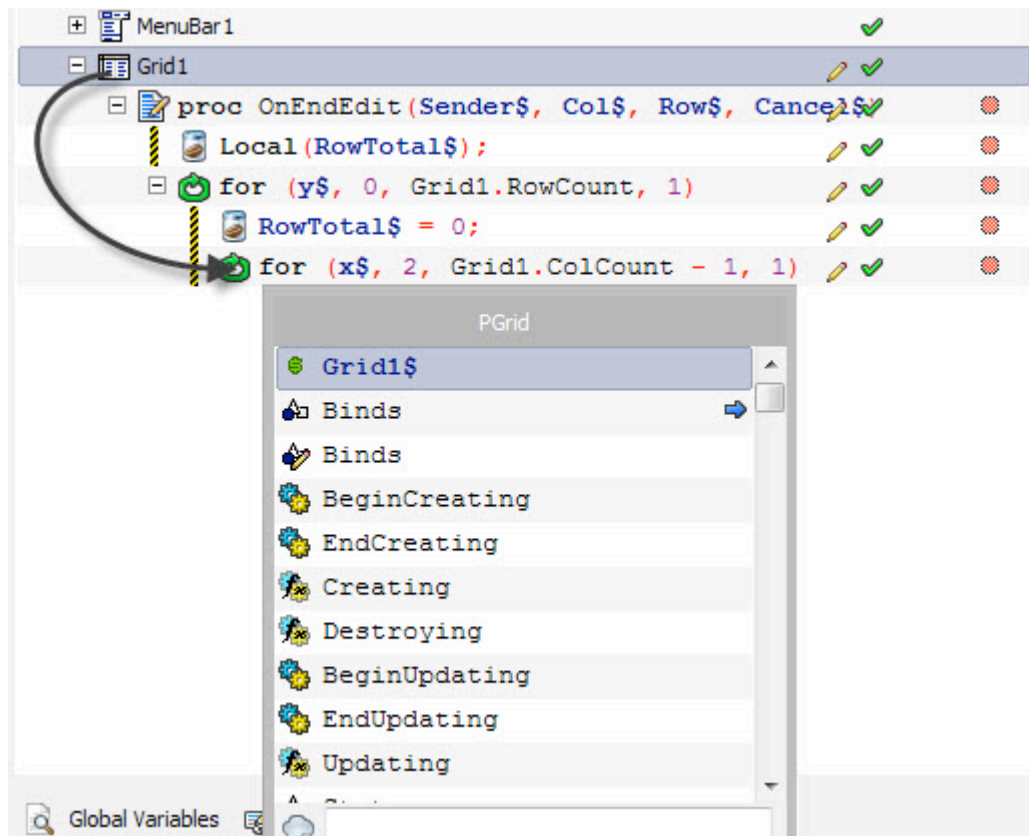 MenuBar1
Grid1
proc OnEndEdit(Sender$, Col$, Row$, Cancel$)
Local(RowTotal$);
for (y$, 0, Grid1.RowCount, 1)
RowTotal$ = 0;
for (x$, 2, Grid1.ColCount - 1, 1)
PGrid
Grid1$
Binds
Binds
BeginCreating
EndCreating
Creating
Destroying
BeginUpdating
EndUpdating
Updating
Global Variables